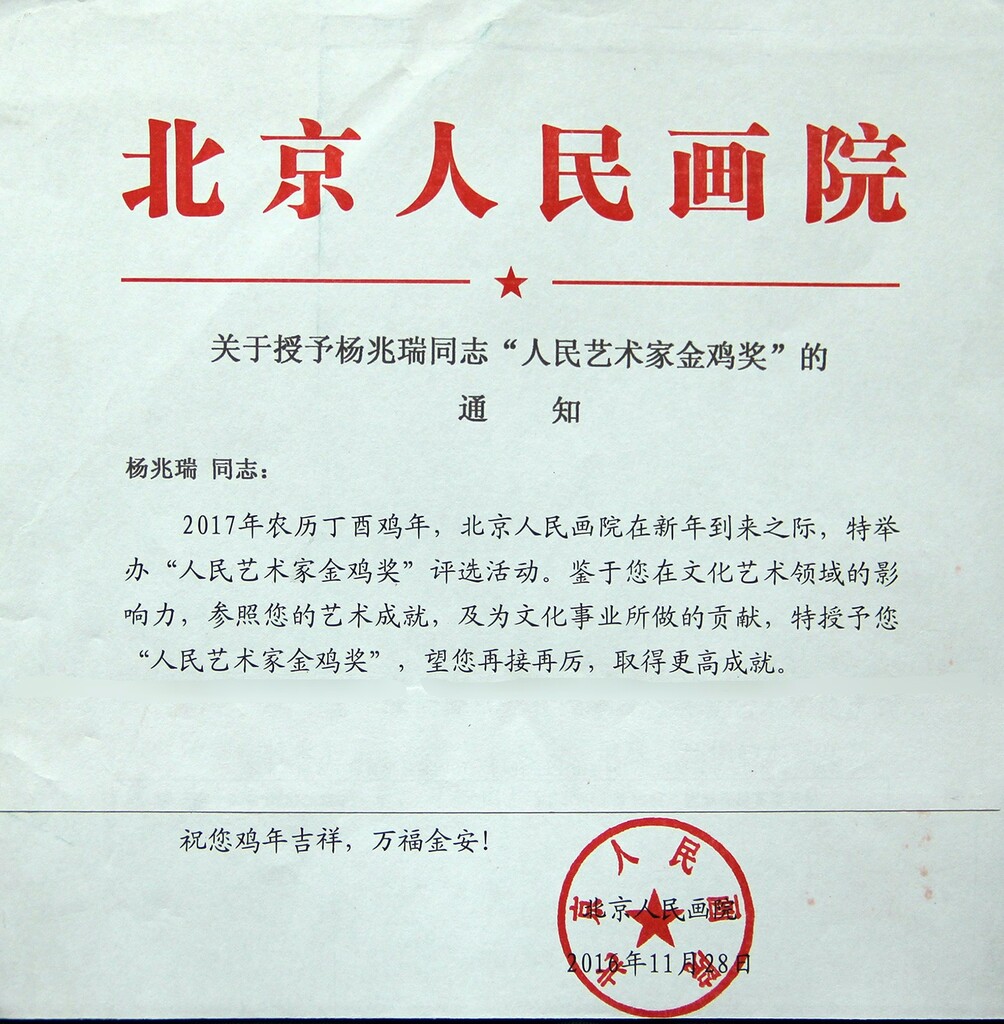 北京人民画院
关于授予杨兆瑞同志“人民艺术家金鸡奖”的
通 知
杨兆瑞 同志：
2017年农历丁酉鸡年，北京人民画院在新年到来之际，特举
办“人民艺术家金鸡奖”评选活动。鉴于您在文化艺术领域的影
响力，参照您的艺术成就，及为文化事业所做的贡献，特授予您
“人民艺术家金鸡奖”，望您再接再厉，取得更高成就。
祝您鸡年吉祥，万福金安！
北京人民画院
北京人民画院
2016年11月28日